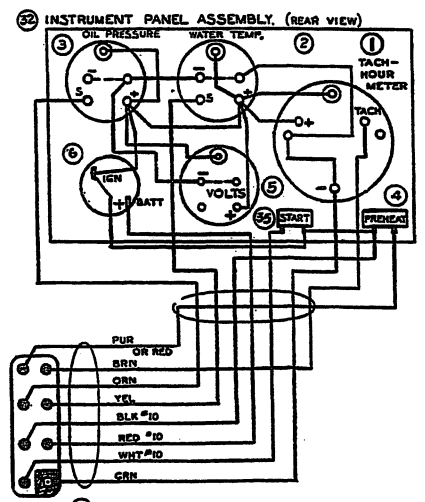 32 INSTRUMENT PANEL ASSEMBLY. (REAR VIEW)
3 OIL PRESSURE
WATER TEMP.
2
1
TACH-
HOUR
METER
-
S
+
-
S
+
+
TACH
-
6
IGN
+
BATT
-
VOLTS
+
5
35
START
4
PREHEAT
PUR
OR RED
BRN
ORN
YEL
BLK #10
RED #10
WHT #10
GRN